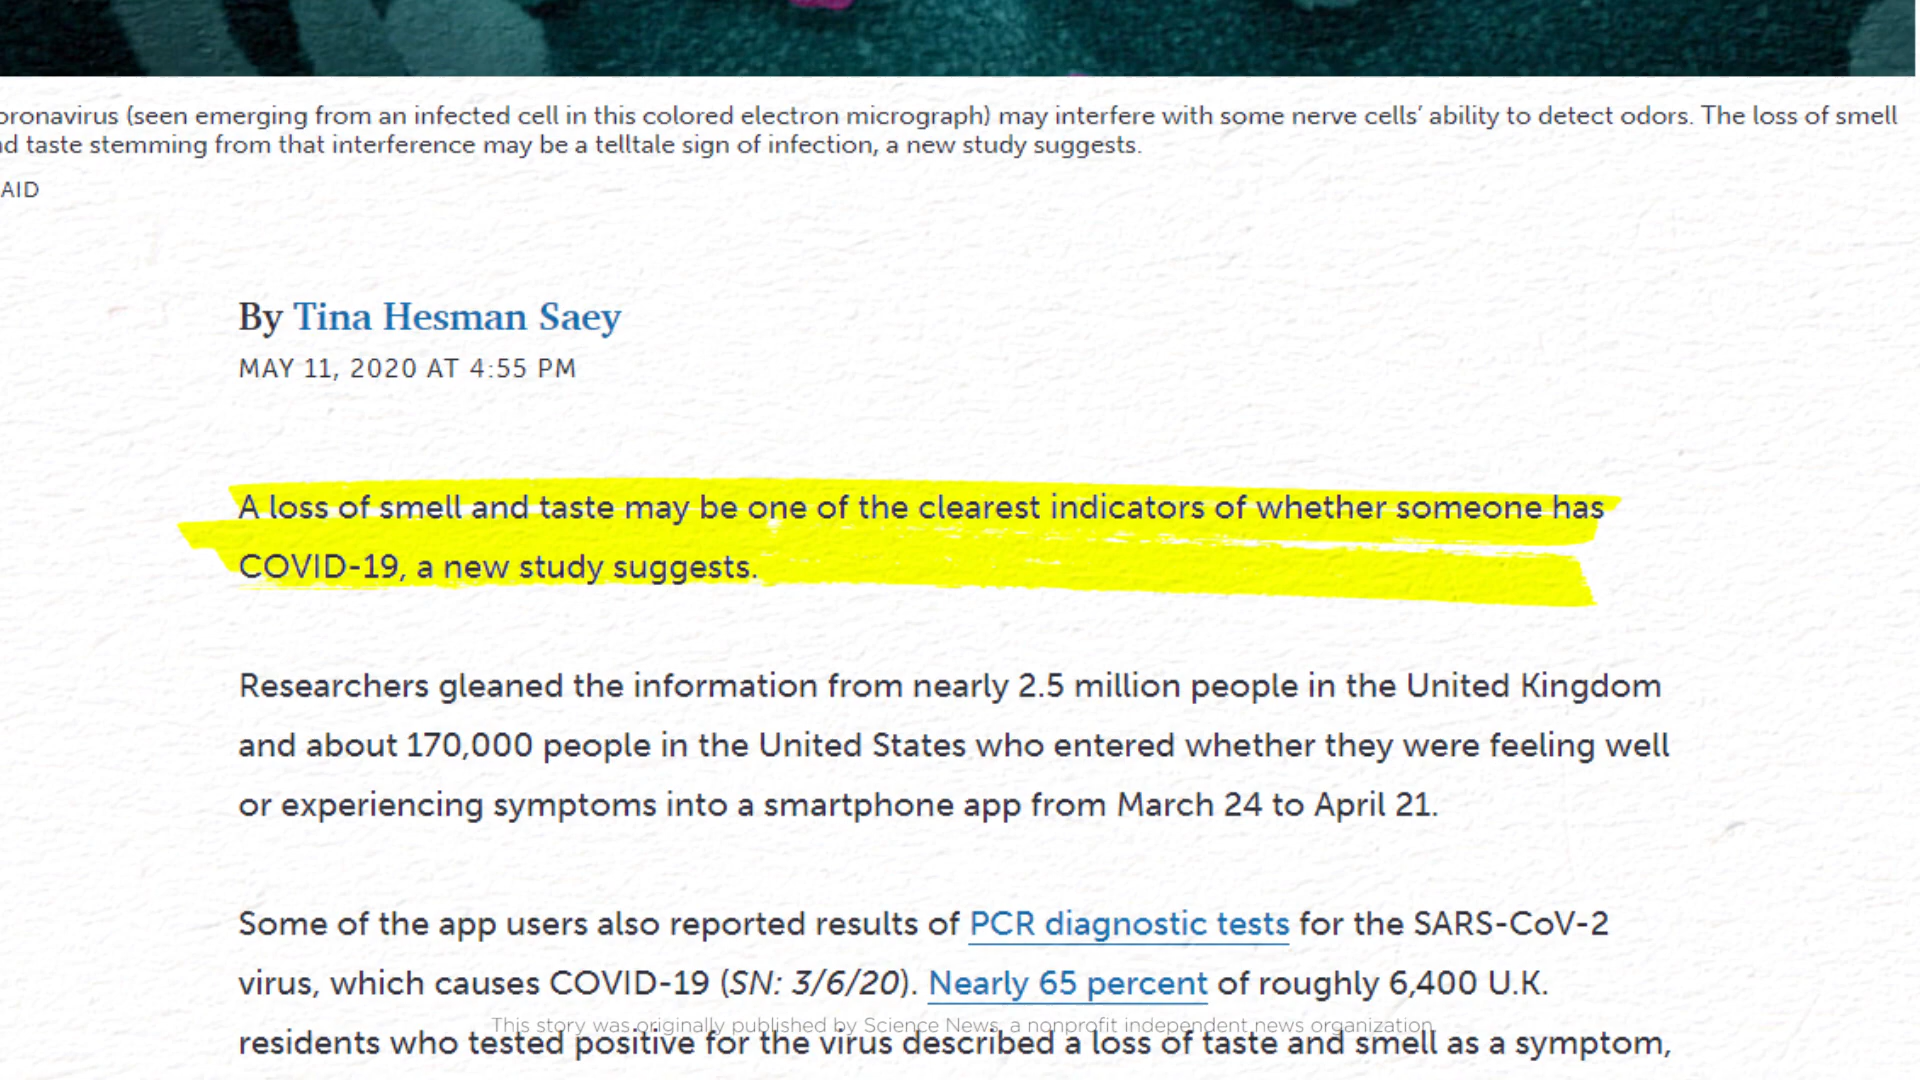 oronavirus (seen emerging from an infected cell in this colored electron micrograph) may interfere with some nerve cells’ ability to detect odors. The loss of smell
nd taste stemming from that interference may be a telltale sign of infection, a new study suggests.
AID
By Tina Hesman Saey
MAY 11, 2020 AT 4:55 PM
A loss of smell and taste may be one of the clearest indicators of whether someone has
COVID-19, a new study suggests.
Researchers gleaned the information from nearly 2.5 million people in the United Kingdom
and about 170,000 people in the United States who entered whether they were feeling well
or experiencing symptoms into a smartphone app from March 24 to April 21.
Some of the app users also reported results of PCR diagnostic tests for the SARS-CoV-2
virus, which causes COVID-19 (SN: 3/6/20). Nearly 65 percent of roughly 6,400 U.K.
This story was originally published by Science News, a nonprofit independent news organization.
residents who tested positive for the virus described a loss of taste and smell as a symptom,